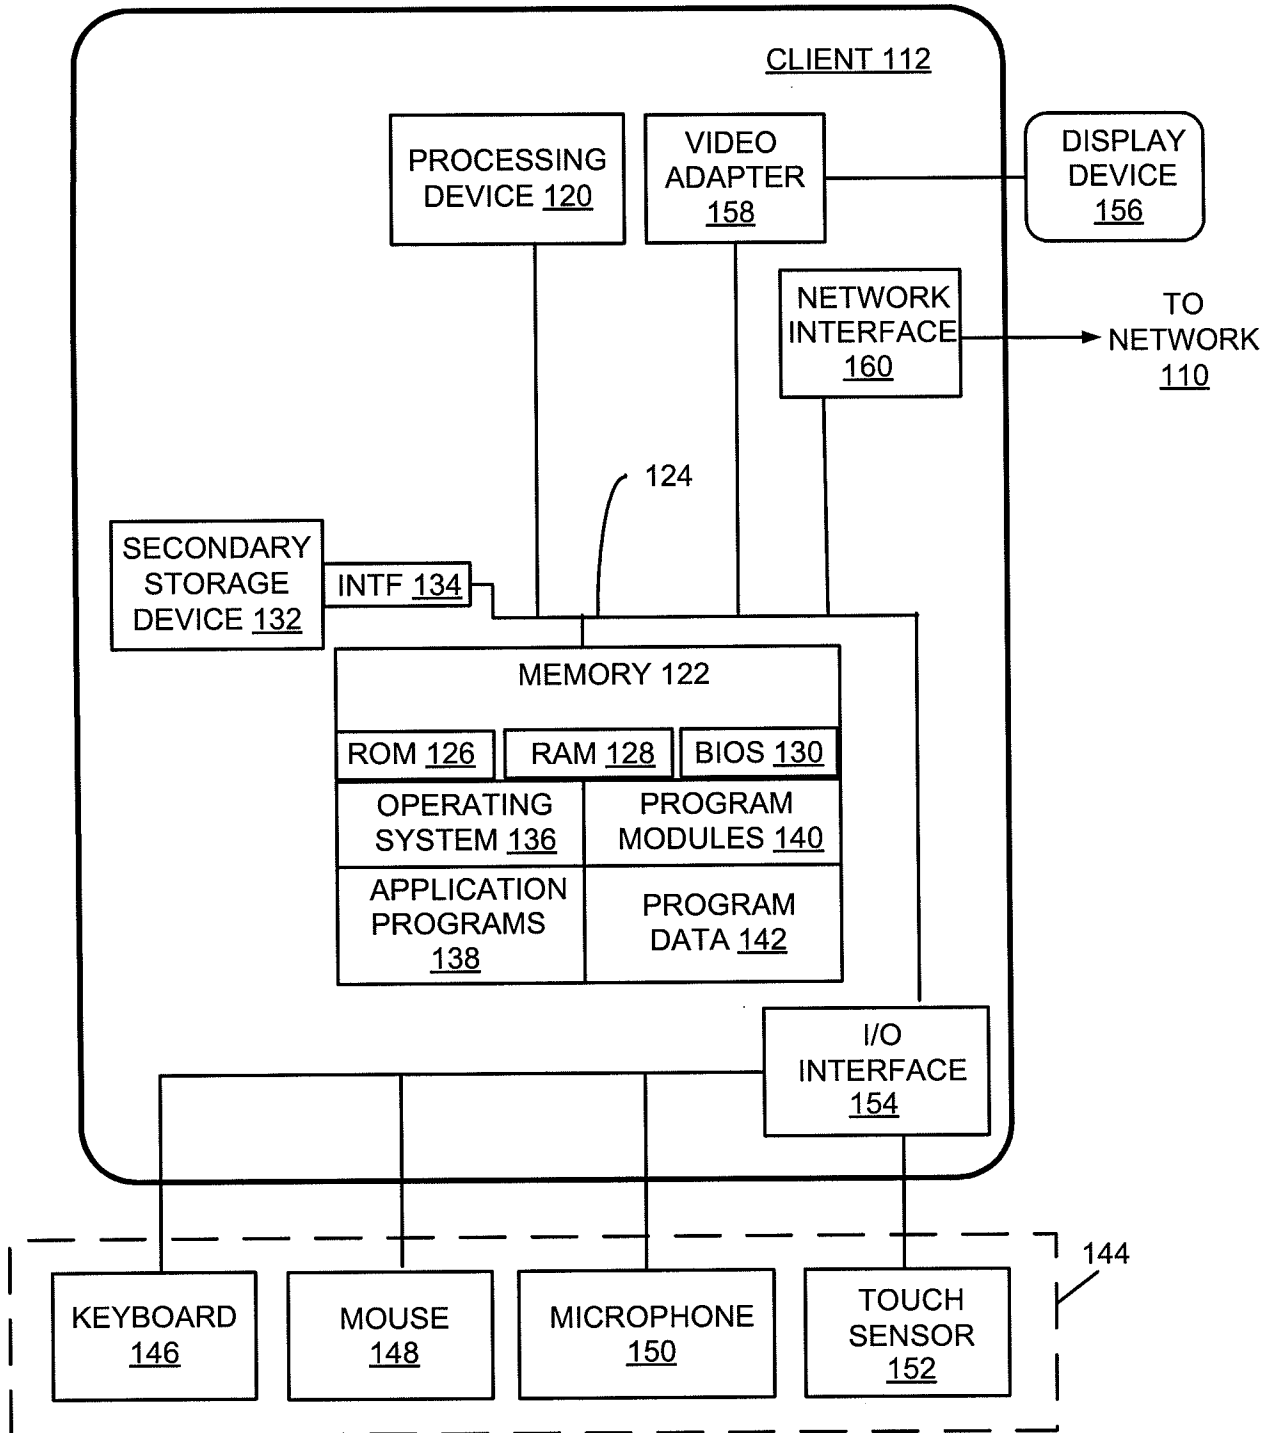 CLIENT 112
PROCESSING
DEVICE 120
VIDEO
ADAPTER
158
DISPLAY
DEVICE
156
NETWORK
INTERFACE
160
TO
NETWORK
110
124
SECONDARY
STORAGE
DEVICE 132
INTF 134
MEMORY 122
ROM 126
RAM 128
BIOS 130
OPERATING
SYSTEM 136
PROGRAM
MODULES 140
APPLICATION
PROGRAMS
138
PROGRAM
DATA 142
I/O
INTERFACE
154
144
KEYBOARD
146
MOUSE
148
MICROPHONE
150
TOUCH
SENSOR
152